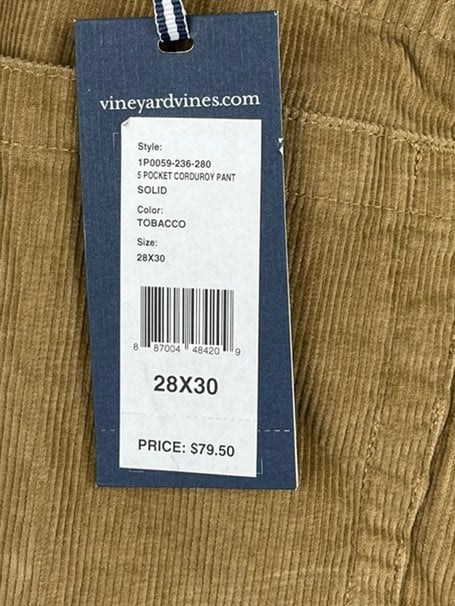 vineyardvines.com
Style:
1P0059-236-280
5 POCKET CORDUROY PANT
SOLID
Color:
TOBACCO
Size:
28X30
8 87004 48420 9
28X30
PRICE: $79.50